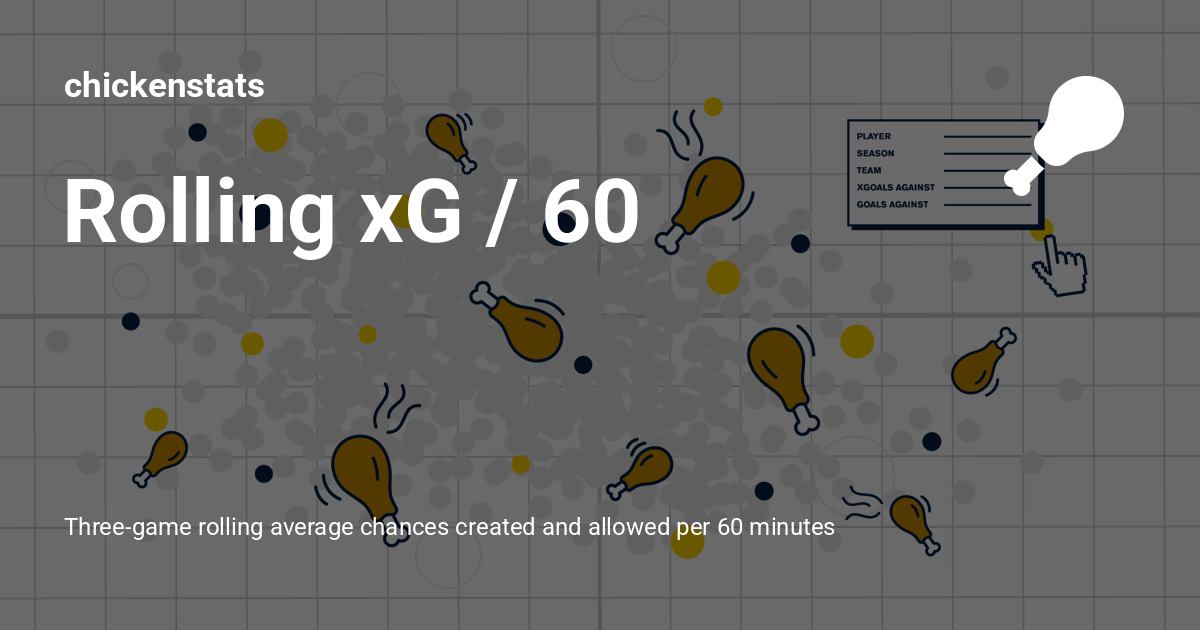 chickenstats
Rolling xG / 60
PLAYER
SEASON
TEAM
XGOALS AGAINST
GOALS AGAINST
Three-game rolling average chances created and allowed per 60 minutes